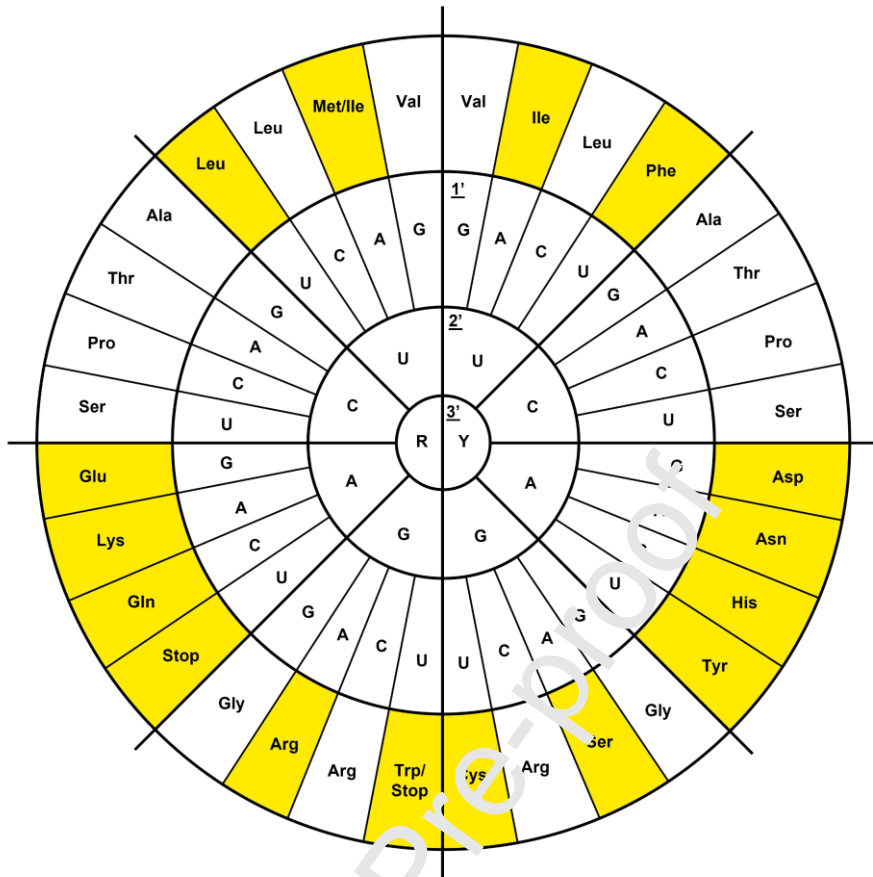 Val Val
Met/Ile Ile
Leu Leu
Leu Phe
Ala Ala
Thr Thr
Pro Pro
Ser Ser
Glu Asp
Lys Asn
Gln His
Stop Tyr
Gly Gly
Arg Ser
Arg Arg
Trp/
Stop
1'
G G
A A
C C
U U
G G
A A
C C
U U
G G
A
C
U U
G G
A A
C C
U U
2'
U U
C C
A A
G G
3'
R Y
Pre-proof